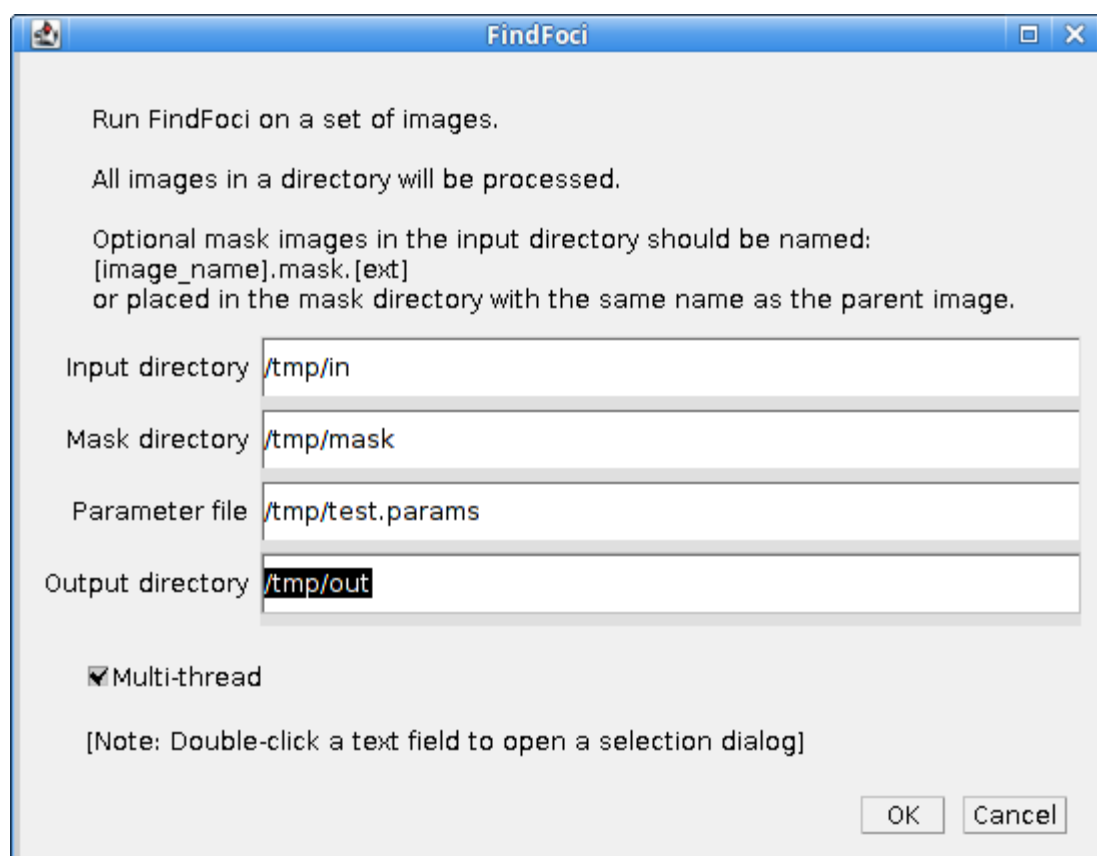 FindFoci
Run FindFoci on a set of images.
All images in a directory will be processed.
Optional mask images in the input directory should be named:
[image_name].mask.[ext]
or placed in the mask directory with the same name as the parent image.
Input directory /tmp/in
Mask directory /tmp/mask
Parameter file /tmp/test.params
Output directory /tmp/out
Multi-thread
[Note: Double-click a text field to open a selection dialog]
OK Cancel